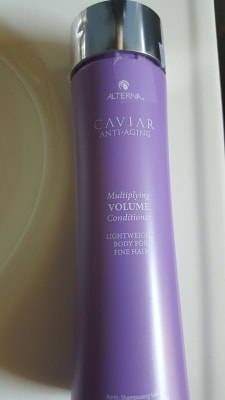 ALTERNA
CAVIAR
ANTI-AGING
Multiplying
VOLUME
Conditioner
LIGHTWEIGHT
BODY FOR
FINE HAIR